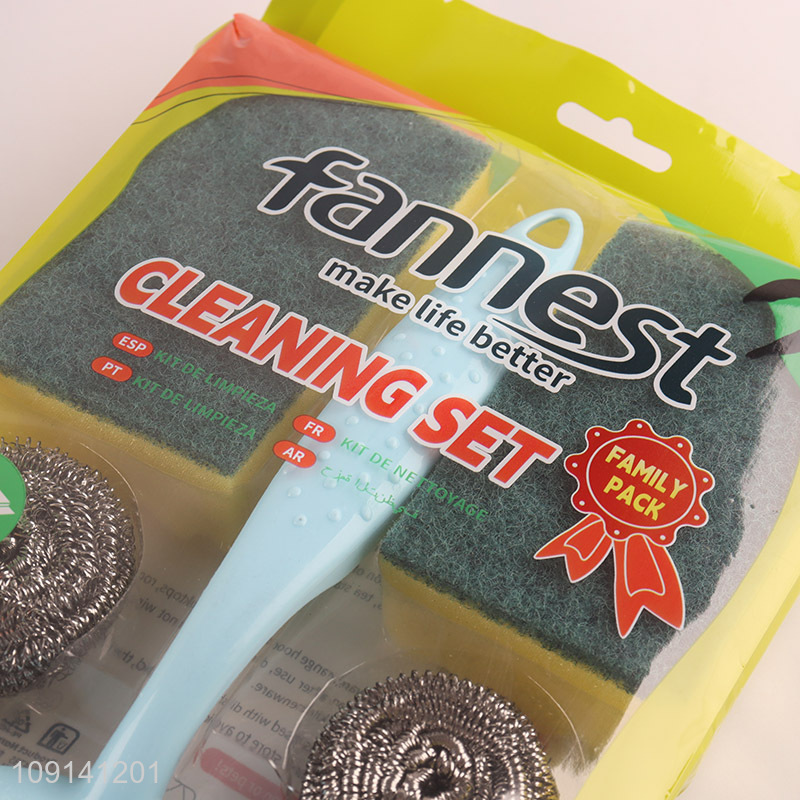 fannest
make life better
CLEANING SET
ESP KIT DE LIMPIEZA
PT KIT DE LIMPIEZA
FR KIT DE NETTOYAGE
AR
FAMILY
PACK
109141201